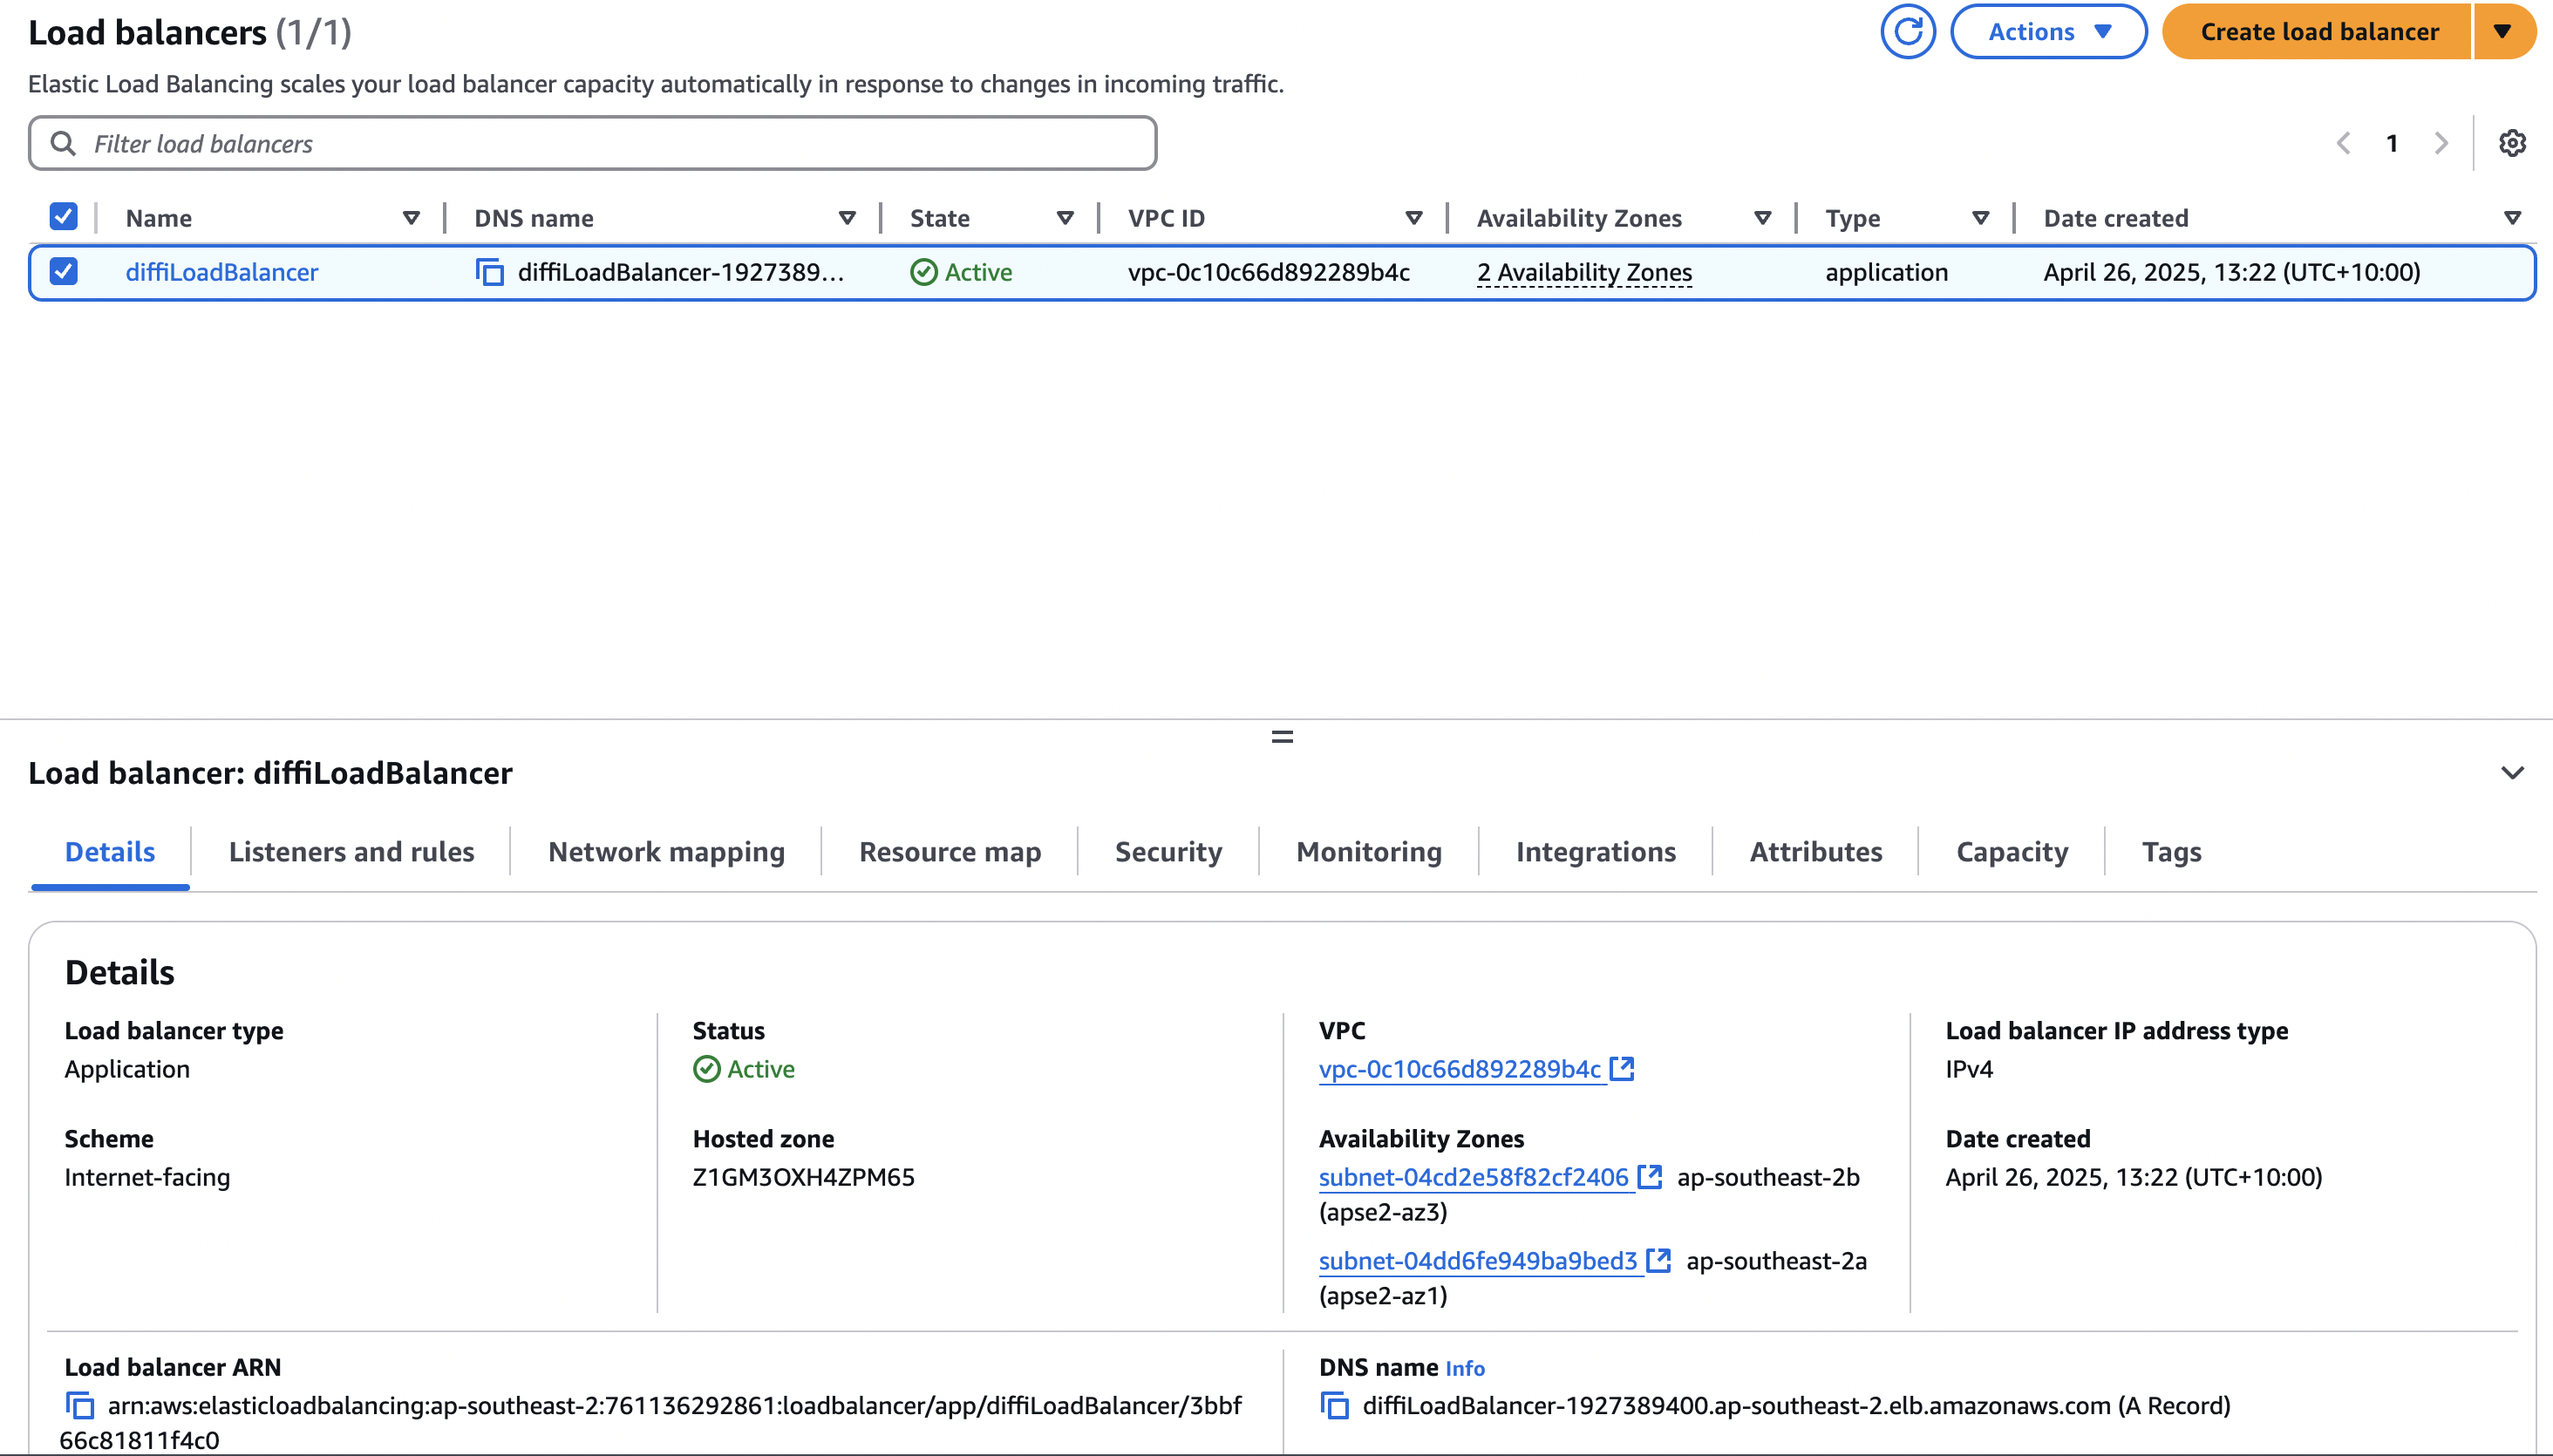 Load balancers (1/1)
Actions
Create load balancer
Elastic Load Balancing scales your load balancer capacity automatically in response to changes in incoming traffic.
Filter load balancers
1
Name DNS name State VPC ID Availability Zones Type Date created
diffiLoadBalancer diffiLoadBalancer-1927389... Active vpc-0c10c66d892289b4c 2 Availability Zones application April 26, 2025, 13:22 (UTC+10:00)
Load balancer: diffiLoadBalancer
Details Listeners and rules Network mapping Resource map Security Monitoring Integrations Attributes Capacity Tags
Details
Load balancer type
Application
Scheme
Internet-facing
Status
Active
Hosted zone
Z1GM3OXH4ZPM65
VPC
vpc-0c10c66d892289b4c
Availability Zones
subnet-04cd2e58f82cf2406 ap-southeast-2b
(apse2-az3)
subnet-04dd6fe949ba9bed3 ap-southeast-2a
(apse2-az1)
Load balancer IP address type
IPv4
Date created
April 26, 2025, 13:22 (UTC+10:00)
Load balancer ARN
arn:aws:elasticloadbalancing:ap-southeast-2:761136292861:loadbalancer/app/diffiLoadBalancer/3bbf
66c81811f4c0
DNS name Info
diffiLoadBalancer-1927389400.ap-southeast-2.elb.amazonaws.com (A Record)